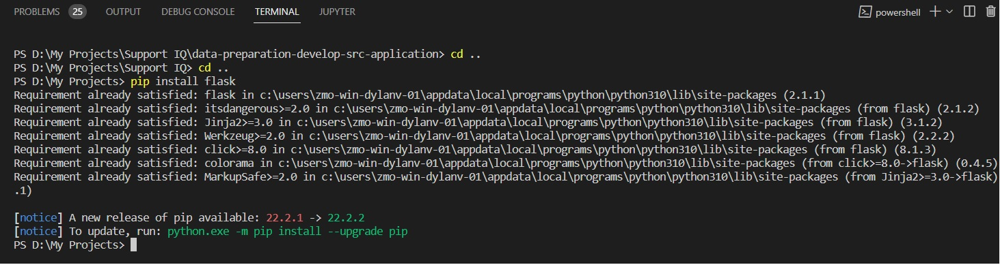 PROBLEMS 25 OUTPUT DEBUG CONSOLE TERMINAL JUPYTER powershell
PS D:\My Projects\Support IQ\data-preparation-develop-src-application> cd ..
PS D:\My Projects\Support IQ> cd ..
PS D:\My Projects> pip install flask
Requirement already satisfied: flask in c:\users\zmo-win-dylanv-01\appdata\local\programs\python\python310\lib\site-packages (2.1.1)
Requirement already satisfied: itsdangerous>=2.0 in c:\users\zmo-win-dylanv-01\appdata\local\programs\python\python310\lib\site-packages (from flask) (2.1.2)
Requirement already satisfied: Jinja2>=3.0 in c:\users\zmo-win-dylanv-01\appdata\local\programs\python\python310\lib\site-packages (from flask) (3.1.2)
Requirement already satisfied: Werkzeug>=2.0 in c:\users\zmo-win-dylanv-01\appdata\local\programs\python\python310\lib\site-packages (from flask) (2.2.2)
Requirement already satisfied: click>=8.0 in c:\users\zmo-win-dylanv-01\appdata\local\programs\python\python310\lib\site-packages (from flask) (8.1.3)
Requirement already satisfied: colorama in c:\users\zmo-win-dylanv-01\appdata\local\programs\python\python310\lib\site-packages (from click>=8.0->flask) (0.4.5)
Requirement already satisfied: MarkupSafe>=2.0 in c:\users\zmo-win-dylanv-01\appdata\local\programs\python\python310\lib\site-packages (from Jinja2>=3.0->flask)
.1)
[notice] A new release of pip available: 22.2.1 -> 22.2.2
[notice] To update, run: python.exe -m pip install --upgrade pip
PS D:\My Projects>